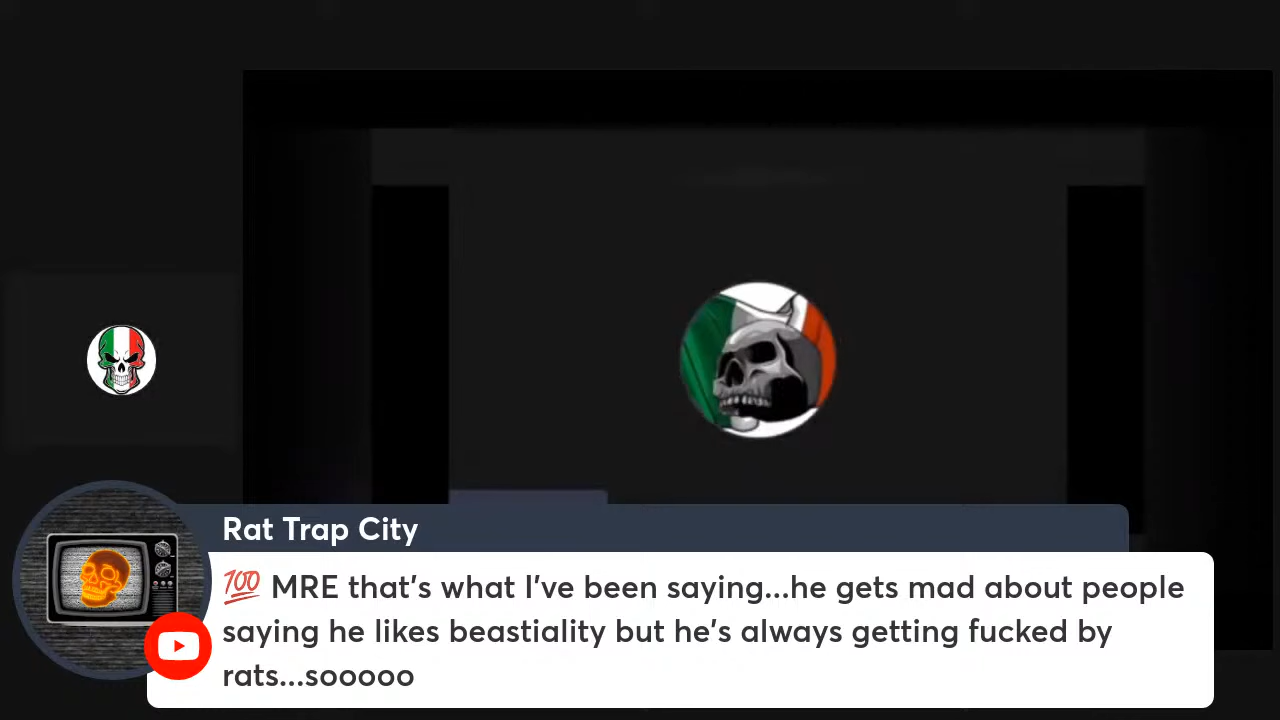 Rat Trap City
💯 MRE that's what I've been saying...he gets mad about people
saying he likes beastiality but he's always getting fucked by
rats...sooooo